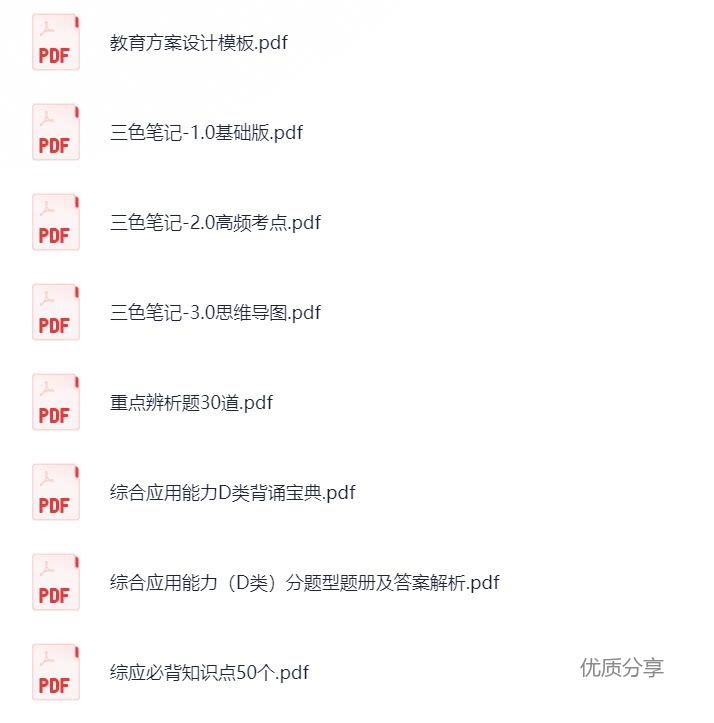 PDF
教育方案设计模板.pdf
PDF
三色笔记-1.0基础版.pdf
PDF
三色笔记-2.0高频考点.pdf
PDF
三色笔记-3.0思维导图.pdf
PDF
重点辨析题30道.pdf
PDF
综合应用能力D类背诵宝典.pdf
PDF
综合应用能力（D类）分题型题册及答案解析.pdf
PDF
综应必背知识点50个.pdf
优质分享